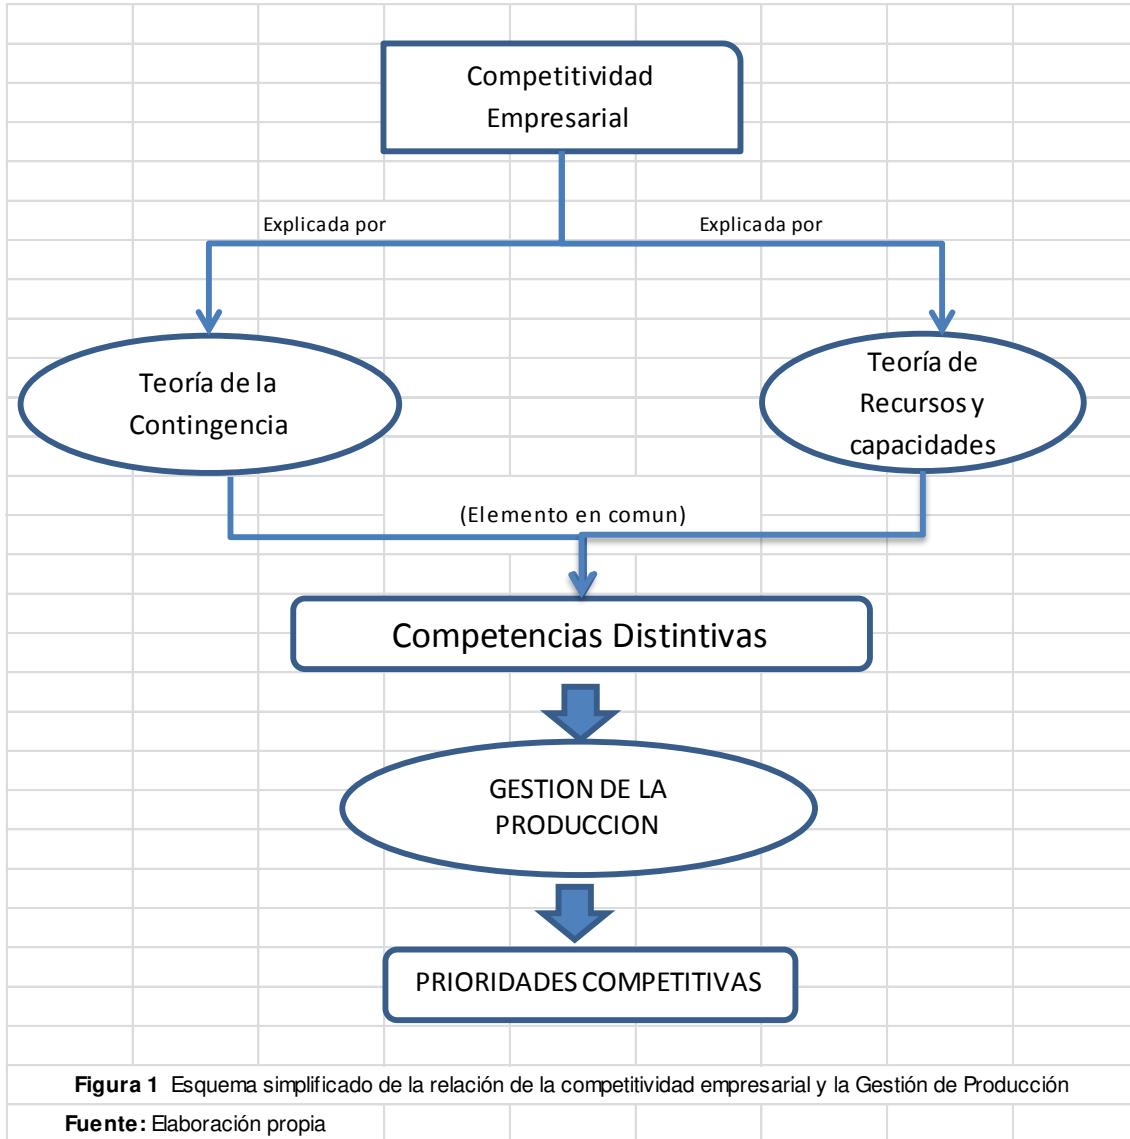 Competitividad
Empresarial
Explicada por
Explicada por
Teoría de la
Contingencia
Teoría de
Recursos y
capacidades
(Elemento en comun)
Competencias Distintivas
GESTION DE LA
PRODUCCION
PRIORIDADES COMPETITIVAS
Figura 1 Esquema simplificado de la relación de la competitividad empresarial y la Gestión de Producción
Fuente: Elaboración propia